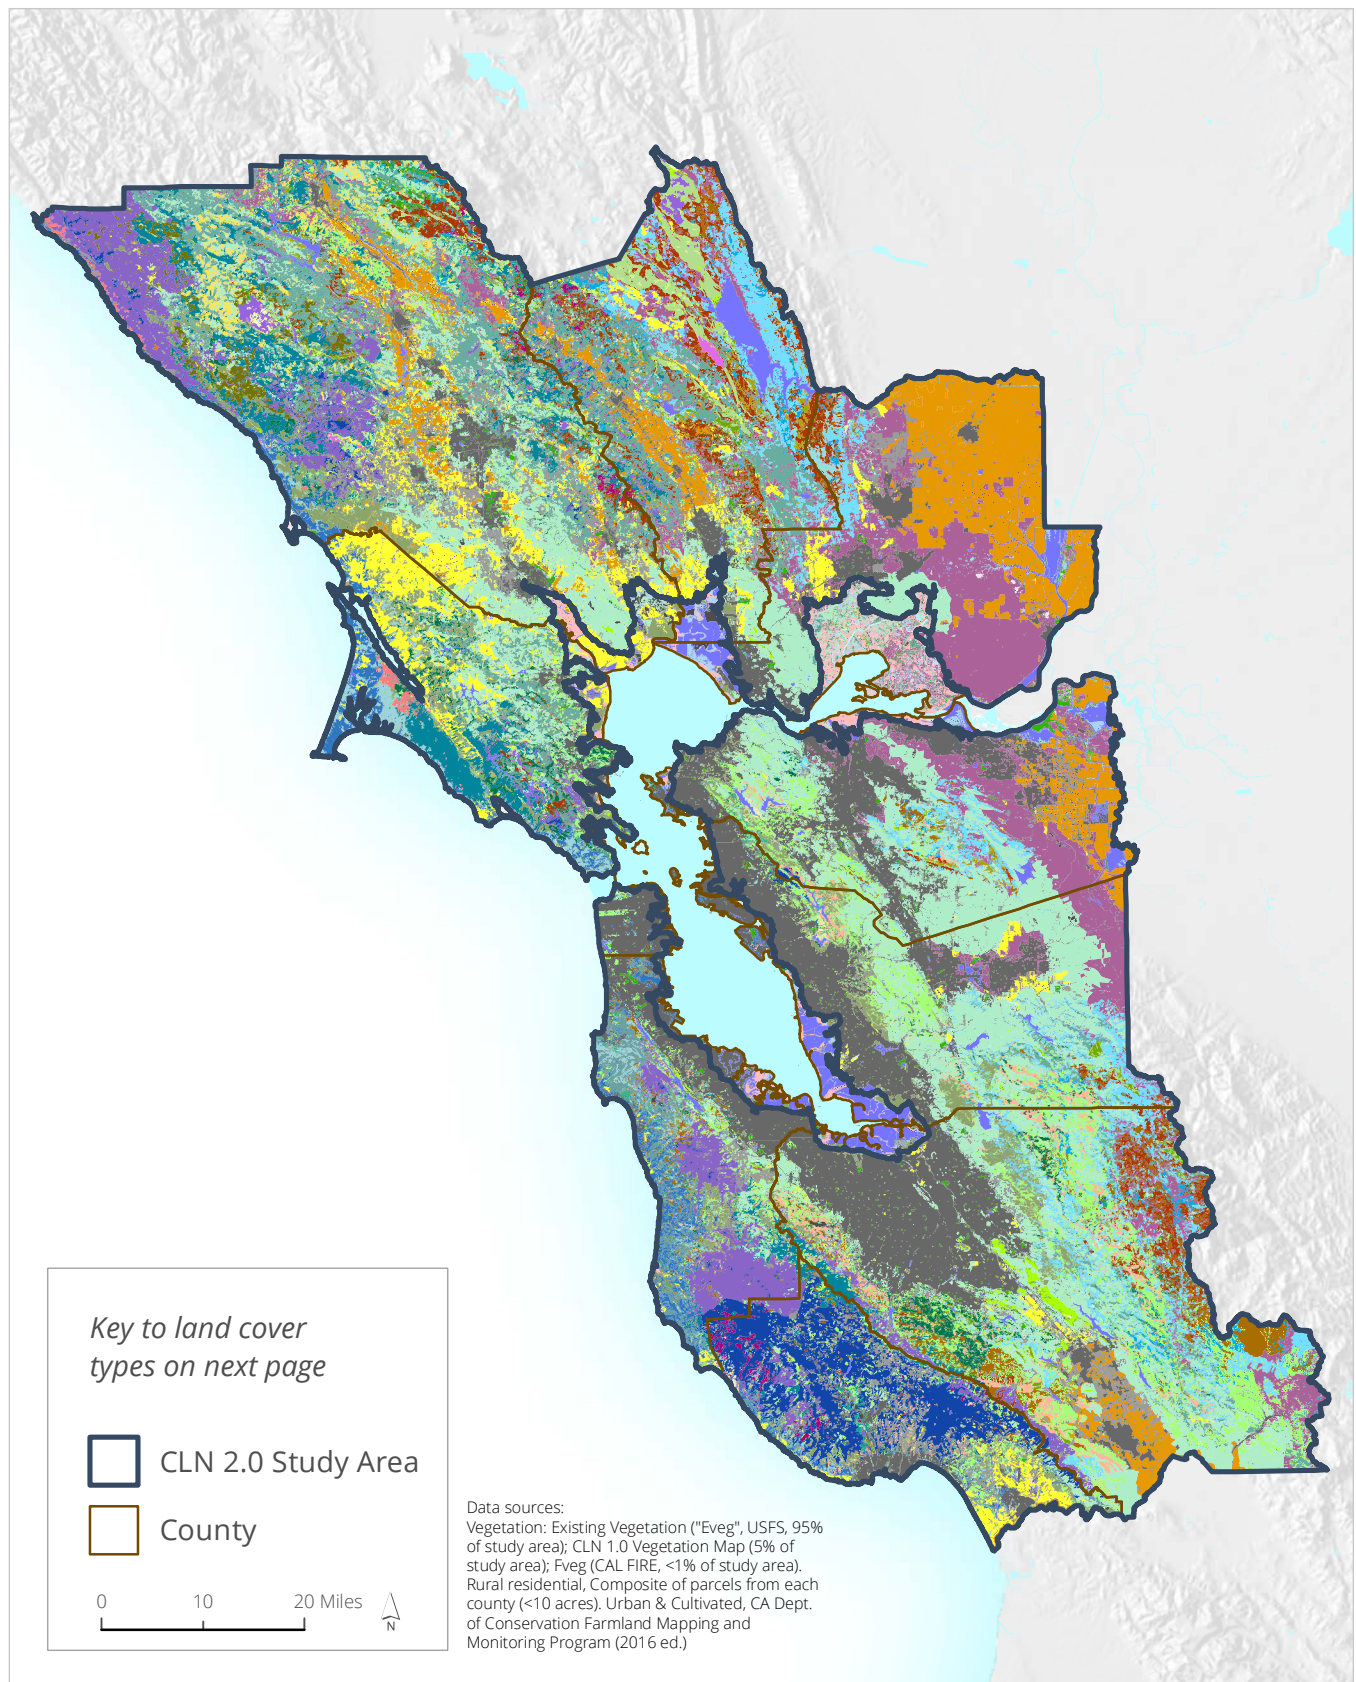 Key to land cover
types on next page
CLN 2.0 Study Area
County
0 10 20 Miles
N
Data sources:
Vegetation: Existing Vegetation ("Eveg", USFS, 95%
of study area); CLN 1.0 Vegetation Map (5% of
study area); Fveg (CAL FIRE, <1% of study area).
Rural residential, Composite of parcels from each
county (<10 acres). Urban & Cultivated, CA Dept.
of Conservation Farmland Mapping and
Monitoring Program (2016 ed.)